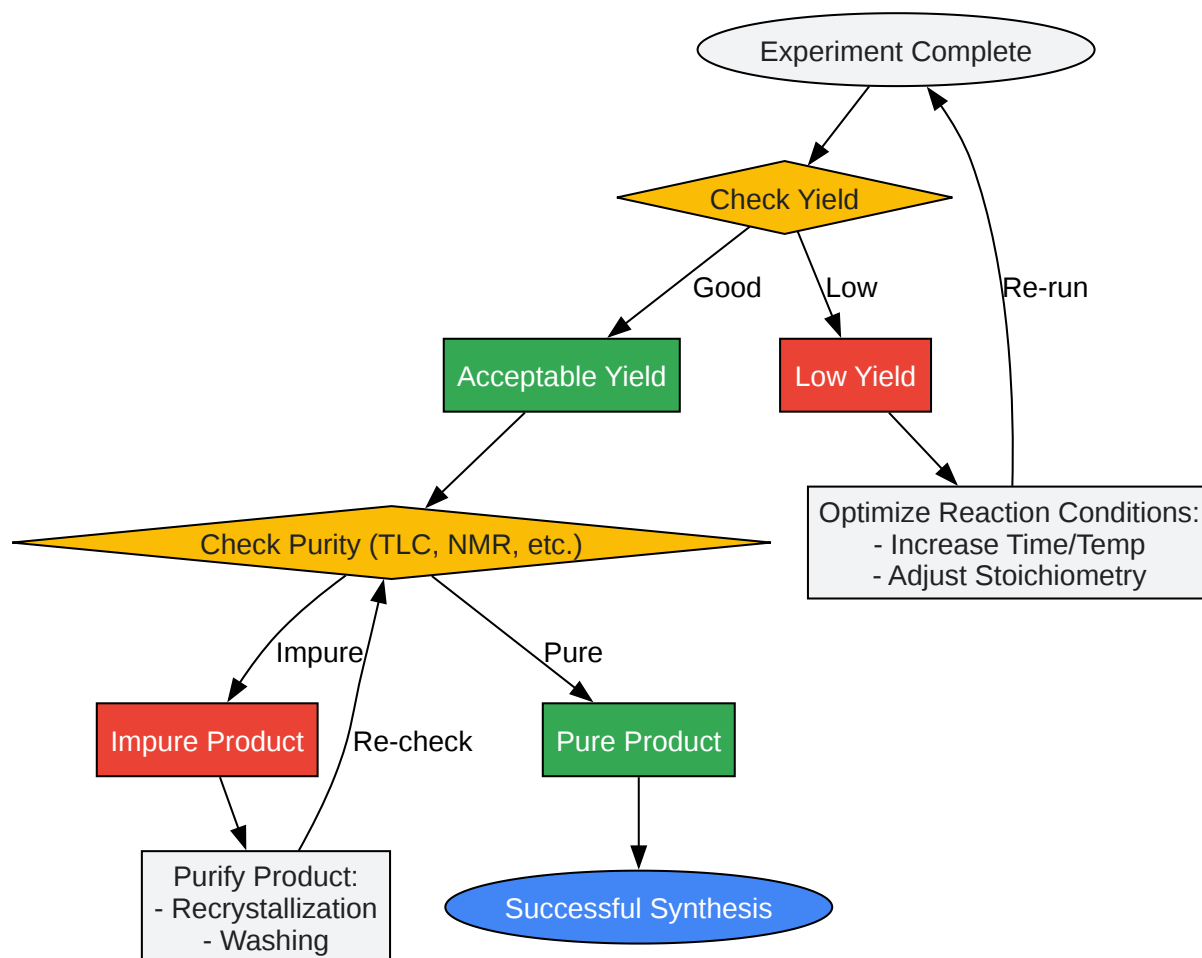 Experiment Complete
Check Yield
Good
Low
Re-run
Acceptable Yield
Low Yield
Optimize Reaction Conditions:
- Increase Time/Temp
- Adjust Stoichiometry
Check Purity (TLC, NMR, etc.)
Impure
Pure
Impure Product
Re-check
Pure Product
Purify Product:
- Recrystallization
- Washing
Successful Synthesis